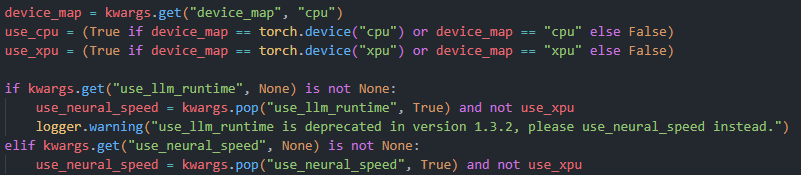 device_map = kwargs.get("device_map", "cpu")
use_cpu = (True if device_map == torch.device("cpu") or device_map == "cpu" else False)
use_xpu = (True if device_map == torch.device("xpu") or device_map == "xpu" else False)

if kwargs.get("use_llm_runtime", None) is not None:
    use_neural_speed = kwargs.pop("use_llm_runtime", True) and not use_xpu
    logger.warning("use_llm_runtime is deprecated in version 1.3.2, please use_neural_speed instead.")
elif kwargs.get("use_neural_speed", None) is not None:
    use_neural_speed = kwargs.pop("use_neural_speed", True) and not use_xpu